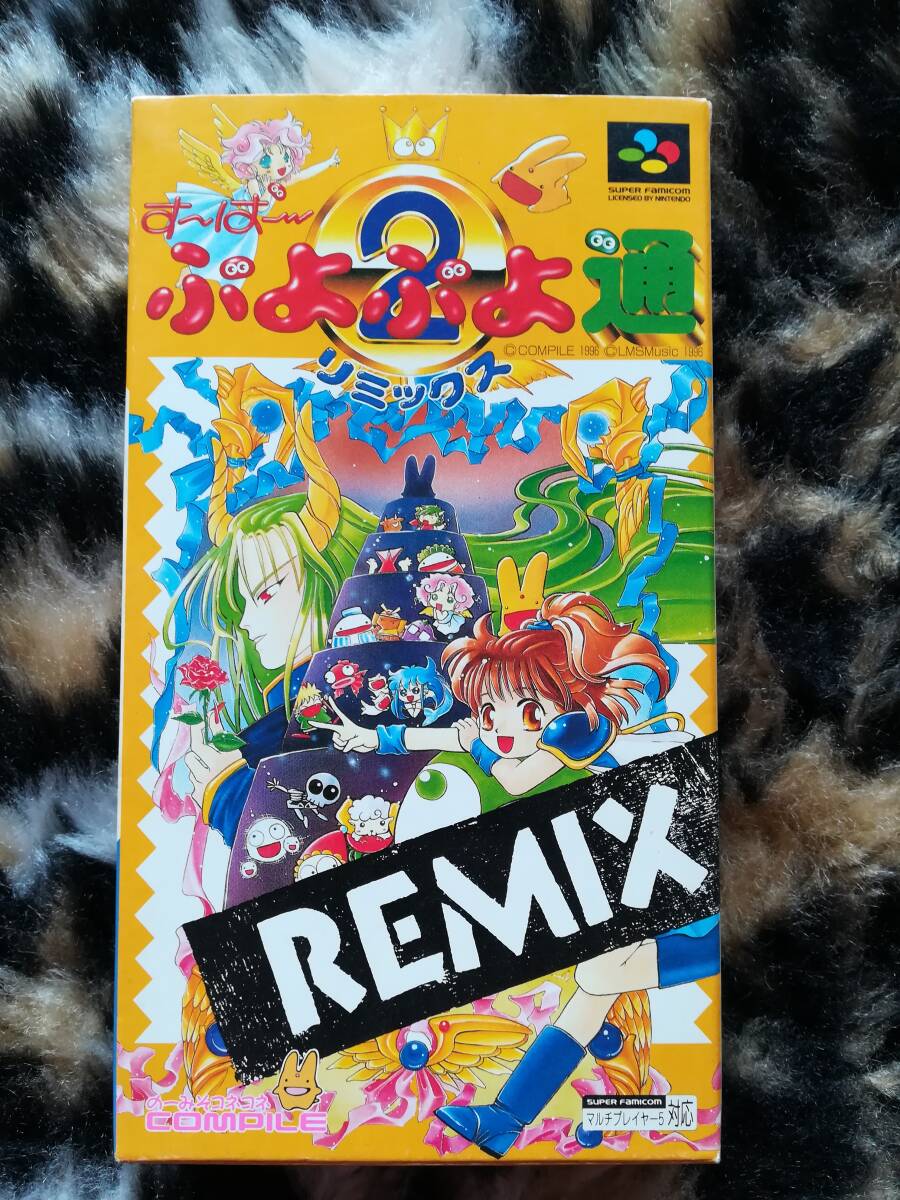 SUPER FAMICOM
LICENSED BY NINTENDO
す〜ぱ〜
2
ぷよぷよ通
©COMPILE 1996 ©LMSMusic 1996
リミックス
REMIX
のーみそコネコネ
COMPILE
SUPER FAMICOM
マルチプレイヤー5 対応